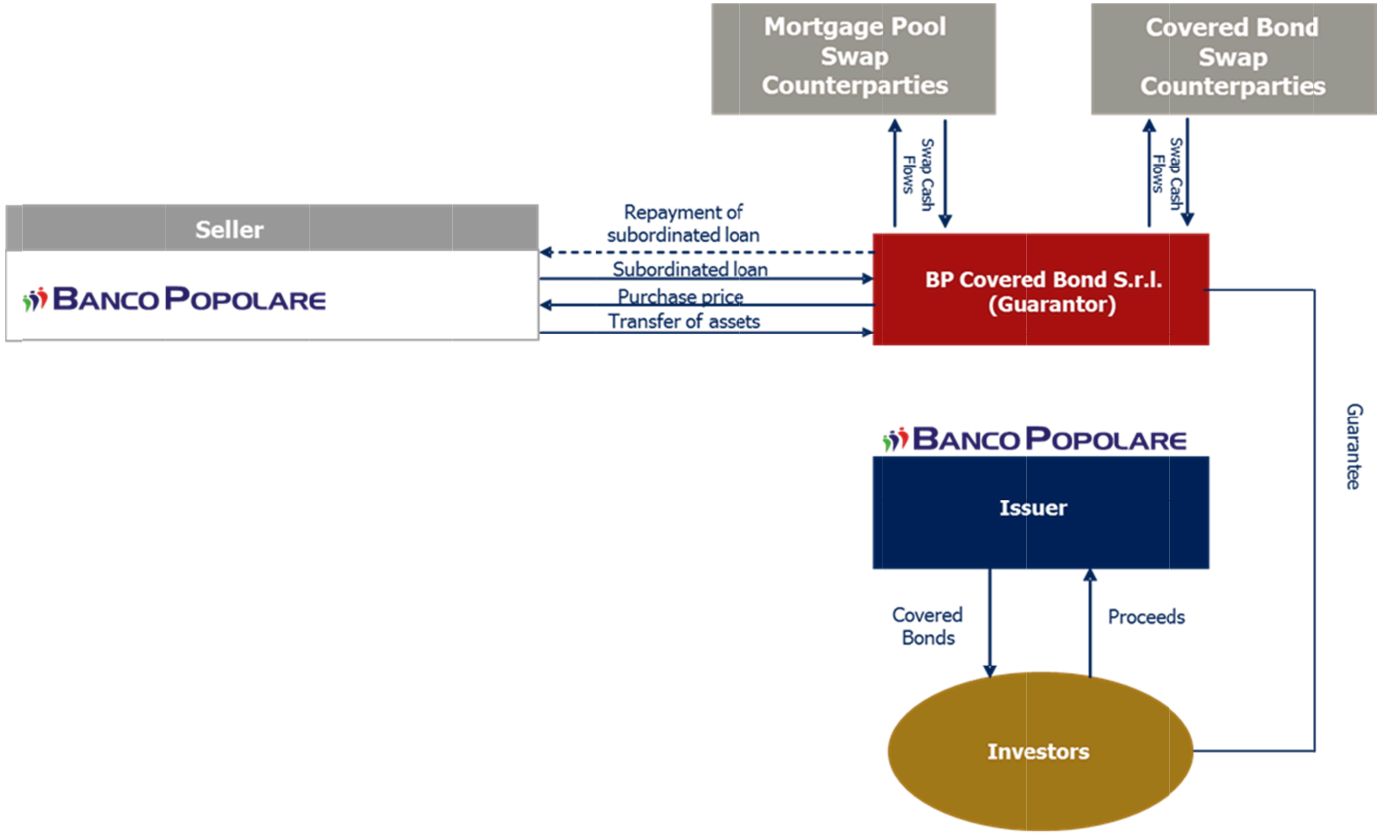 Mortgage Pool
Swap
Counterparties
Covered Bond
Swap
Counterparties
Swap Cash
Flows
Swap Cash
Flows
Seller
BANCO POPOLARE
Repayment of
subordinated loan
Subordinated loan
Purchase price
Transfer of assets
BP Covered Bond S.r.l.
(Guarantor)
Guarantee
BANCO POPOLARE
Issuer
Covered
Bonds
Proceeds
Investors